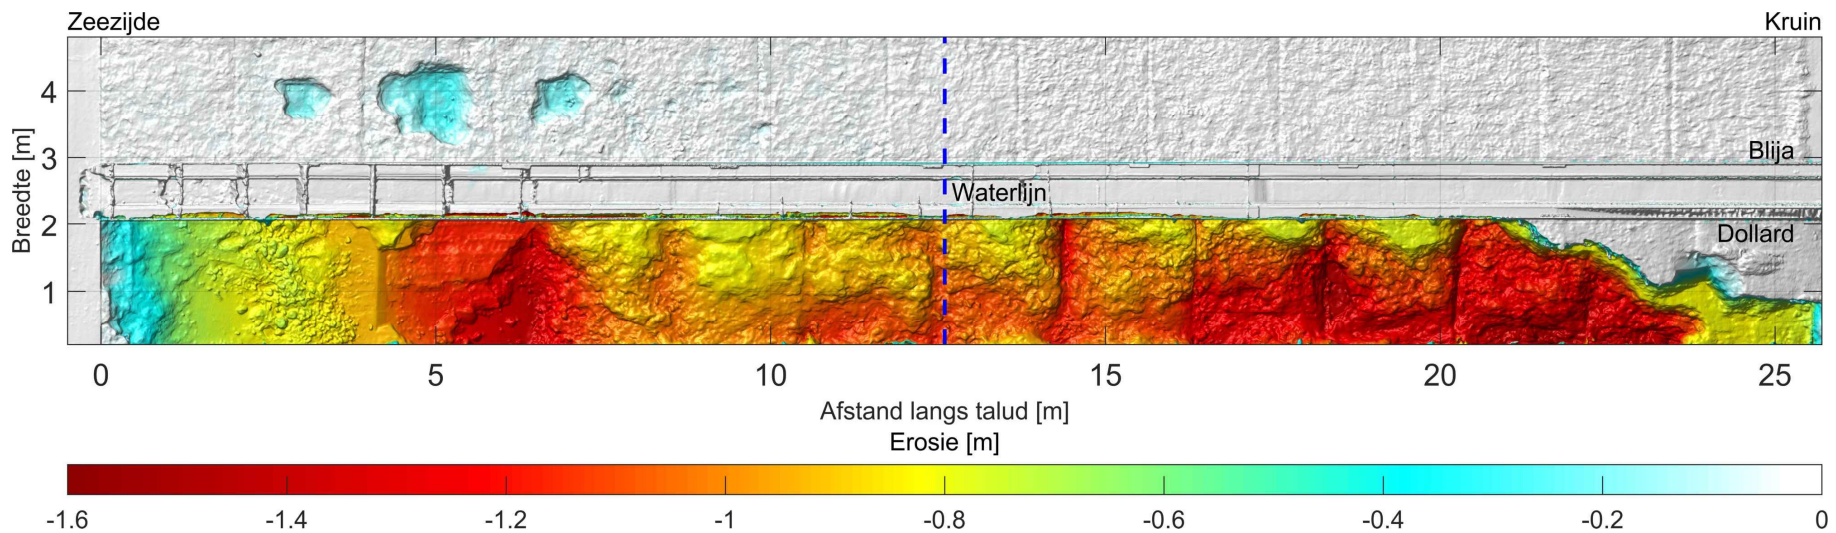 Zeezijde Kruin
4
3
2
1
Breedte [m]
Blija
Waterlijn
Dollard
0 5 10 15 20 25
Afstand langs talud [m]
Erosie [m]
-1.6 -1.4 -1.2 -1 -0.8 -0.6 -0.4 -0.2 0